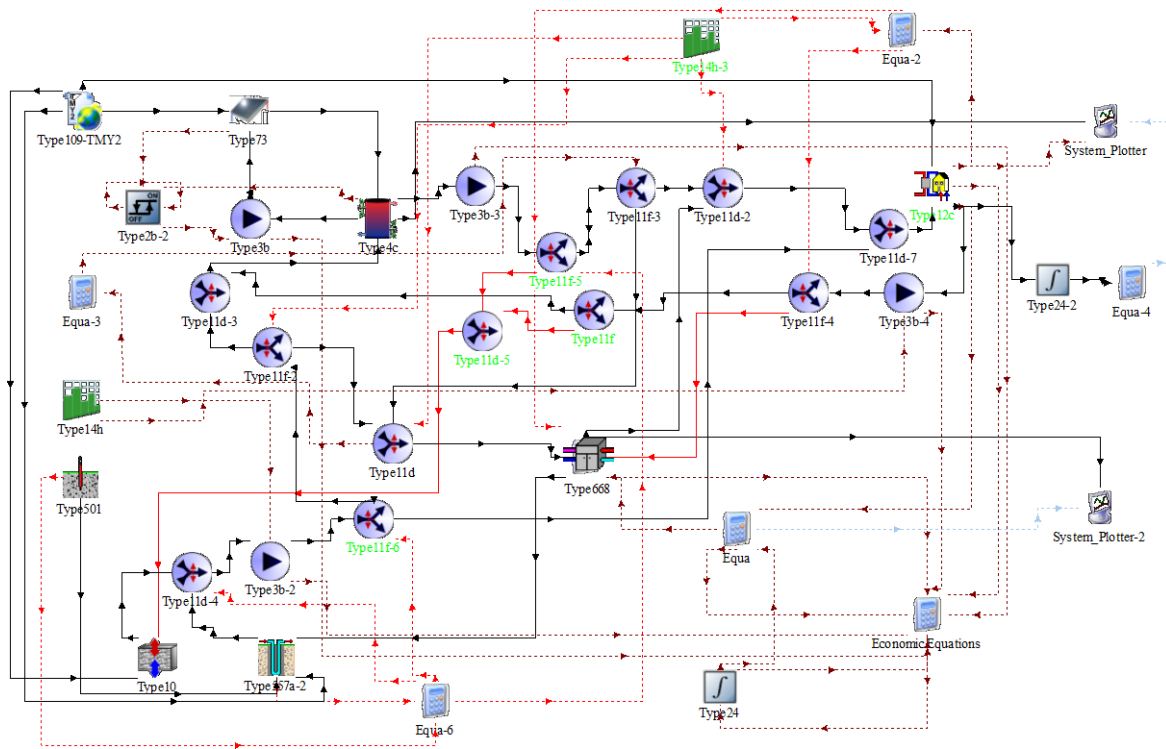 Type14h-3
Equa-2
Type109-TMY2
Type73
System_Plotter
ON
OFF
Type2b-2
Type3b
Type4c
Type3b-3
Type11f-3
Type11d-2
Type12c
Type11d-7
Type11f-5
Equa-3
Type11d-3
Type11f
Type11f-4
Type3b-4
Type24-2
Equa-4
Type11d-5
Type11f-2
Type14h
Type11d
Type668
Type501
System_Plotter-2
Type11f-6
Equa
Type11d-4
Type3b-2
Economic Equations
Type10
Type24
Equa-6